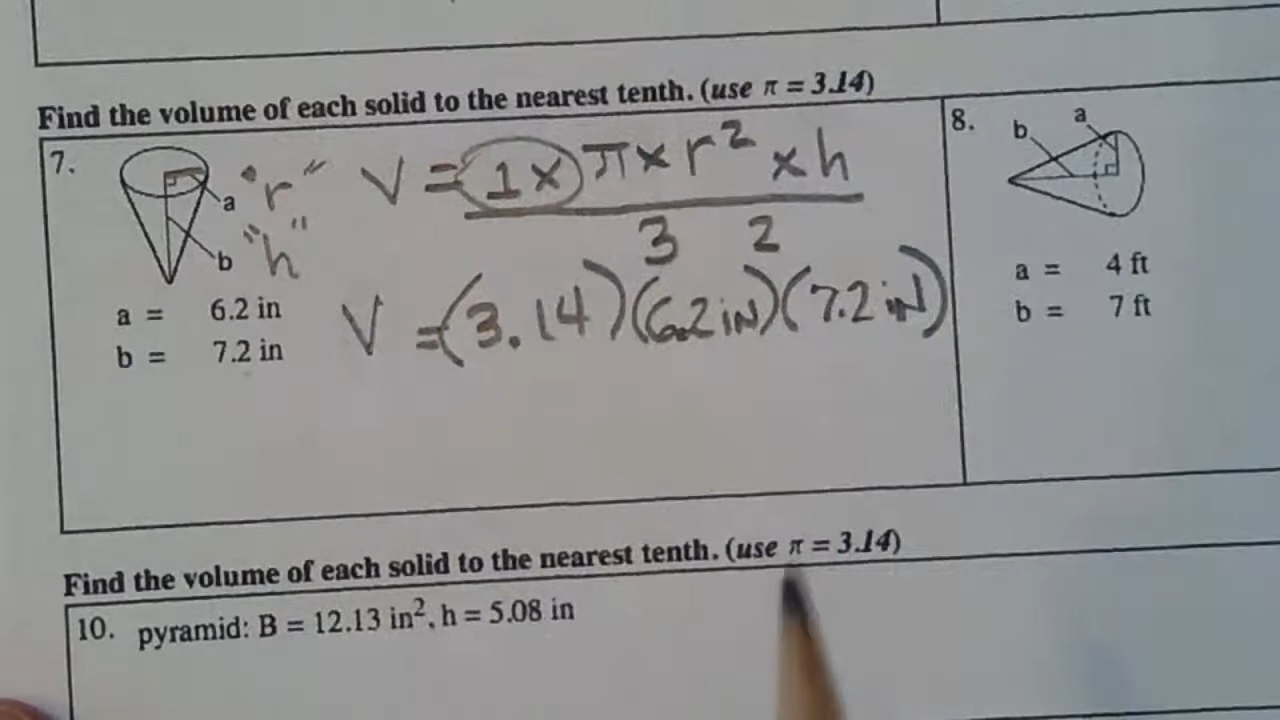 Find the volume of each solid to the nearest tenth. (use π = 3.14)
7.
a "r"
b "h"
a = 6.2 in
b = 7.2 in
V = 1 x π x r² x h
3
V = (3.14)(6.2 iN)²(7.2 iN)
8.
b a
a = 4 ft
b = 7 ft
Find the volume of each solid to the nearest tenth. (use π = 3.14)
10. pyramid: B = 12.13 in², h = 5.08 in